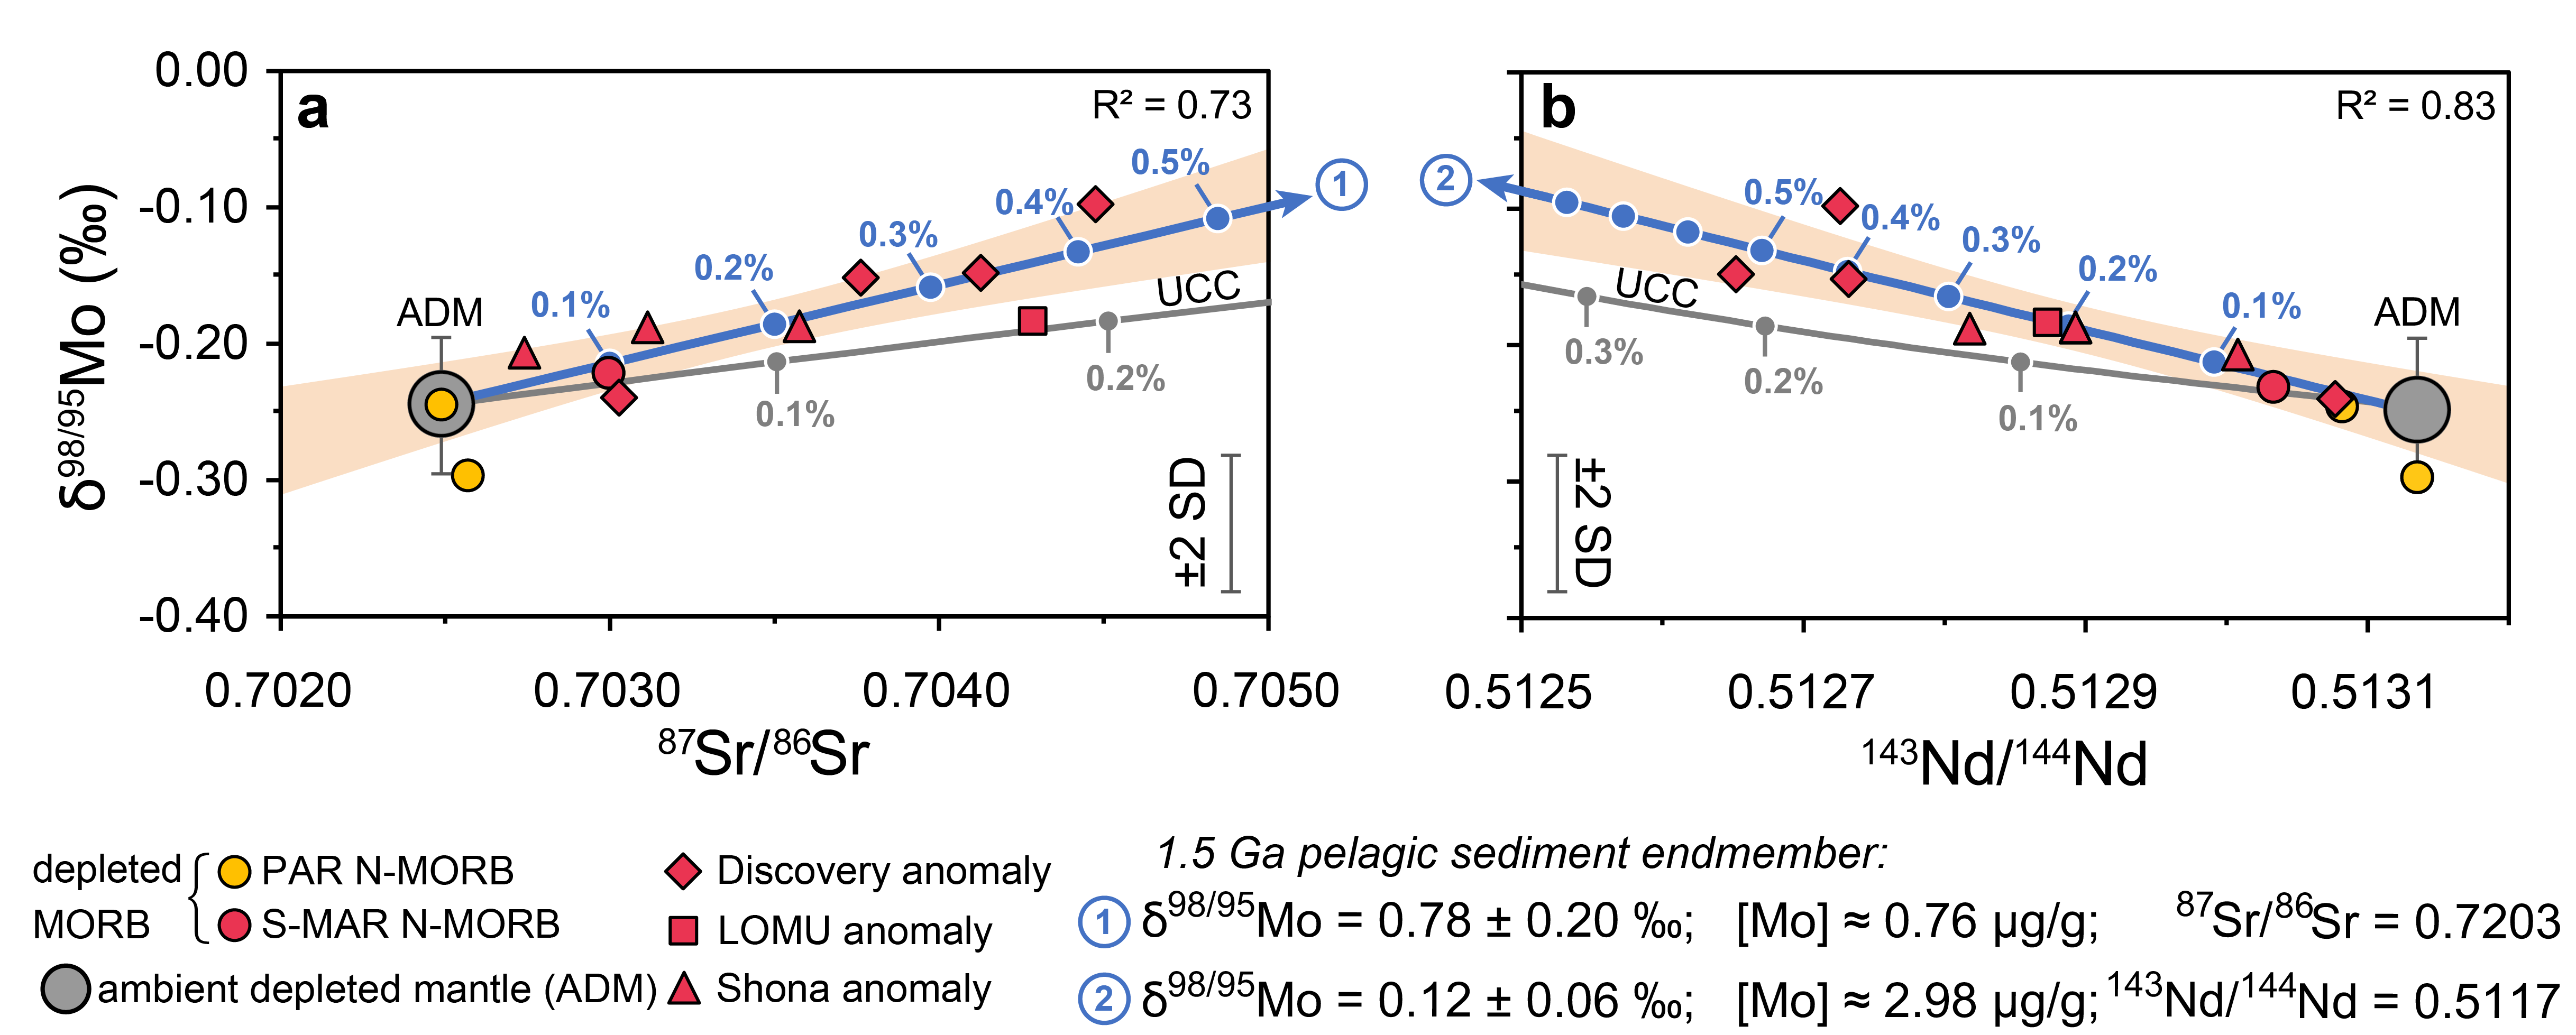 0.00
-0.10
-0.20
-0.30
-0.40
δ98/95Mo (‰)
a
R² = 0.73
ADM
0.1%
0.2%
0.3%
0.4%
0.5%
1
UCC
0.1%
0.2%
±2 SD
0.7020
0.7030
0.7040
0.7050
87Sr/86Sr
b
R² = 0.83
2
0.5%
0.4%
0.3%
0.2%
0.1%
ADM
UCC
0.3%
0.2%
0.1%
±2 SD
0.5125
0.5127
0.5129
0.5131
143Nd/144Nd
depleted
MORB
PAR N-MORB
S-MAR N-MORB
ambient depleted mantle (ADM)
Discovery anomaly
LOMU anomaly
Shona anomaly
1.5 Ga pelagic sediment endmember:
1 δ98/95Mo = 0.78 ± 0.20 ‰; [Mo] ≈ 0.76 µg/g; 87Sr/86Sr = 0.7203
2 δ98/95Mo = 0.12 ± 0.06 ‰; [Mo] ≈ 2.98 µg/g; 143Nd/144Nd = 0.5117